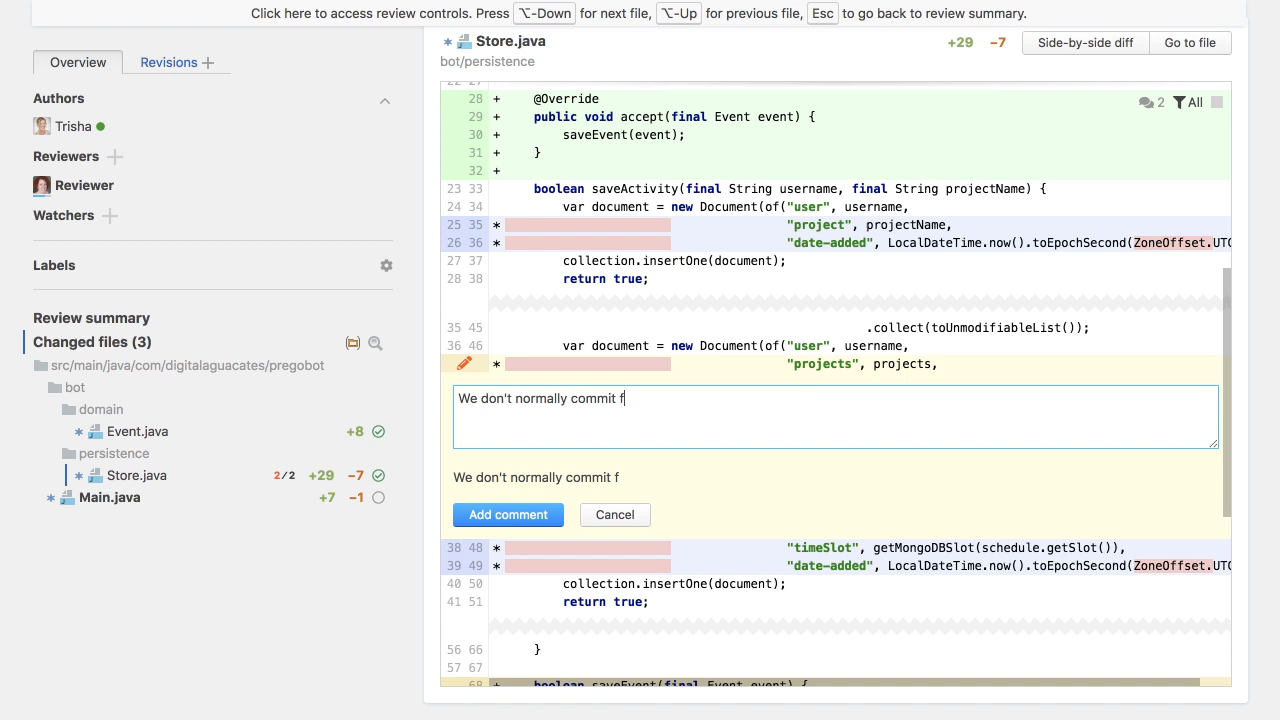 Click here to access review controls. Press ⌥-Down for next file, ⌥-Up for previous file, Esc to go back to review summary.
Overview
Revisions +
Authors
Trisha
Reviewers +
Reviewer
Watchers +
Labels
Review summary
Changed files (3)
src/main/java/com/digitalaguacates/pregobot
bot
domain
* Event.java +8
persistence
* Store.java 2/2 +29 −7
* Main.java +7 −1
* Store.java +29 −7 Side-by-side diff Go to file
bot/persistence
22 27
28 + @Override 2 All
29 + public void accept(final Event event) {
30 + saveEvent(event);
31 + }
32 +
23 33 boolean saveActivity(final String username, final String projectName) {
24 34 var document = new Document(of("user", username,
25 35 * "project", projectName,
26 36 * "date-added", LocalDateTime.now().toEpochSecond(ZoneOffset.UTC
27 37 collection.insertOne(document);
28 38 return true;
35 45 .collect(toUnmodifiableList());
36 46 var document = new Document(of("user", username,
* "projects", projects,
We don't normally commit f
We don't normally commit f
Add comment Cancel
38 48 * "timeSlot", getMongoDBSlot(schedule.getSlot()),
39 49 * "date-added", LocalDateTime.now().toEpochSecond(ZoneOffset.UTC
40 50 collection.insertOne(document);
41 51 return true;
56 66 }
57 67
68 + boolean saveEvent(final Event event) {